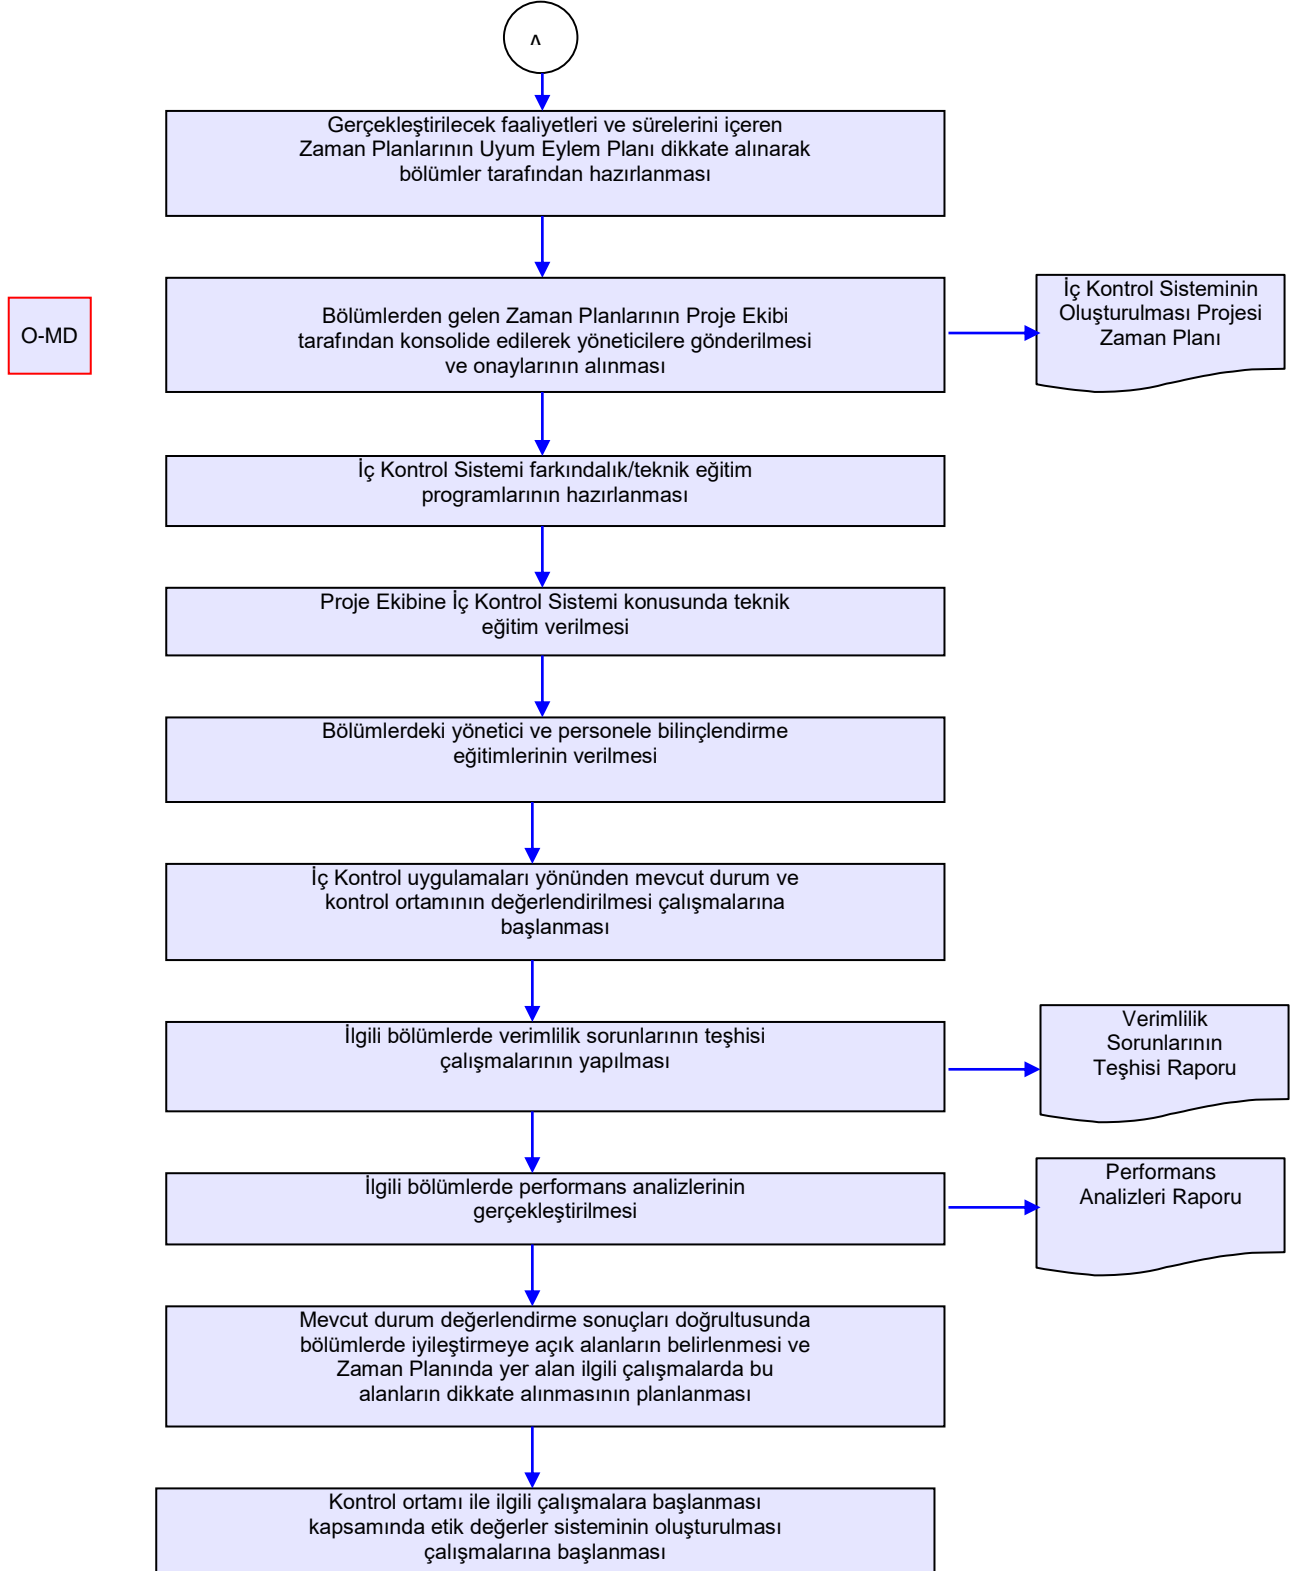 Λ
Gerçekleştirilecek faaliyetleri ve sürelerini içeren
Zaman Planlarının Uyum Eylem Planı dikkate alınarak
bölümler tarafından hazırlanması
O-MD
Bölümlerden gelen Zaman Planlarının Proje Ekibi
tarafından konsolide edilerek yöneticilere gönderilmesi
ve onaylarının alınması
İç Kontrol Sisteminin
Oluşturulması Projesi
Zaman Planı
İç Kontrol Sistemi farkındalık/teknik eğitim
programlarının hazırlanması
Proje Ekibine İç Kontrol Sistemi konusunda teknik
eğitim verilmesi
Bölümlerdeki yönetici ve personele bilinçlendirme
eğitimlerinin verilmesi
İç Kontrol uygulamaları yönünden mevcut durum ve
kontrol ortamının değerlendirilmesi çalışmalarına
başlanması
İlgili bölümlerde verimlilik sorunlarının teşhisi
çalışmalarının yapılması
Verimlilik
Sorunlarının
Teşhisi Raporu
İlgili bölümlerde performans analizlerinin
gerçekleştirilmesi
Performans
Analizleri Raporu
Mevcut durum değerlendirme sonuçları doğrultusunda
bölümlerde iyileştirmeye açık alanların belirlenmesi ve
Zaman Planında yer alan ilgili çalışmalarda bu
alanların dikkate alınmasının planlanması
Kontrol ortamı ile ilgili çalışmalara başlanması
kapsamında etik değerler sisteminin oluşturulması
çalışmalarına başlanması